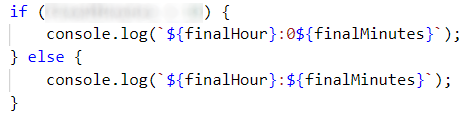 if ( ) {
console.log(`${finalHour}:0${finalMinutes}`);
} else {
console.log(`${finalHour}:${finalMinutes}`);
}